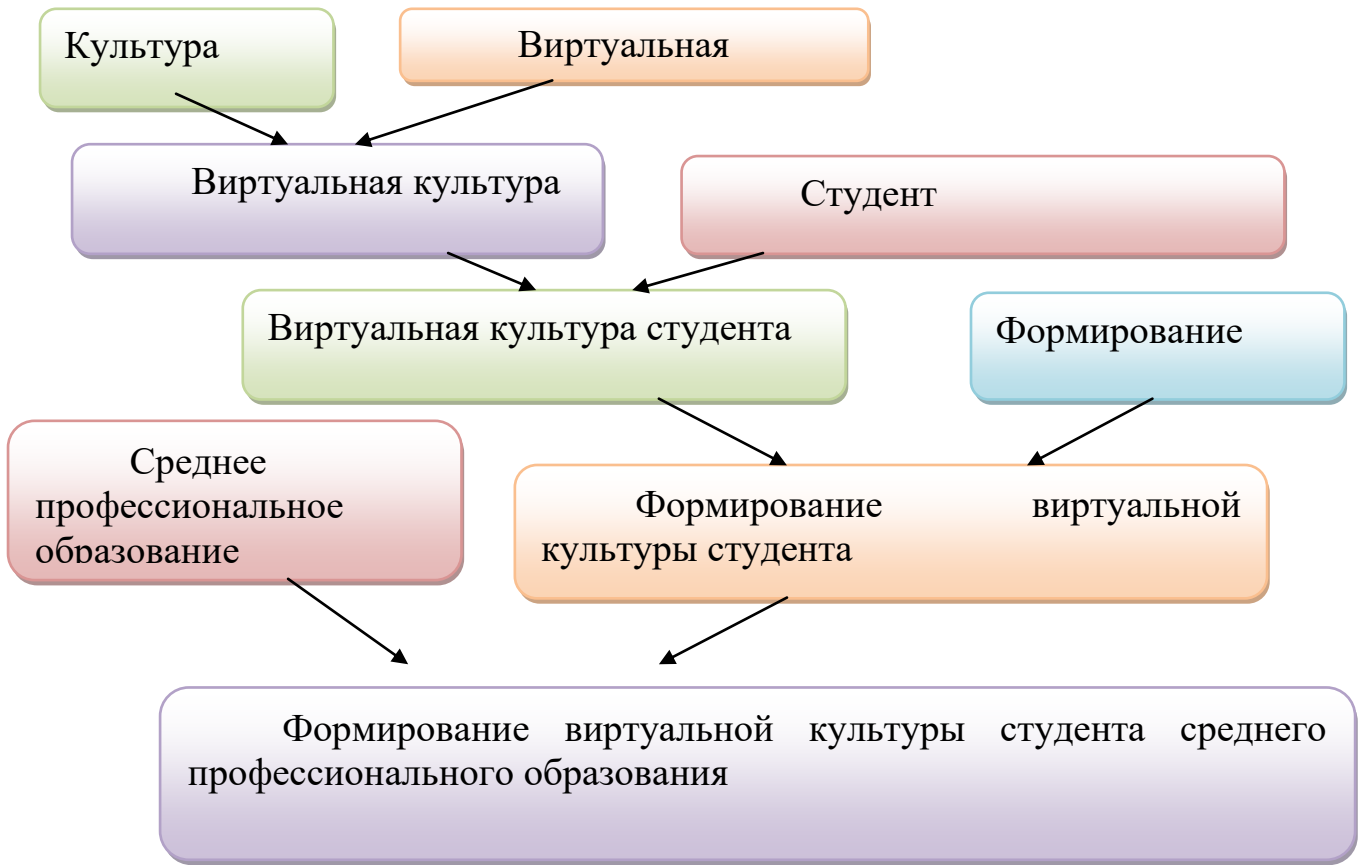 Культура
Виртуальная
Виртуальная культура
Студент
Виртуальная культура студента
Формирование
Среднее
профессиональное
образование
Формирование виртуальной
культуры студента
Формирование виртуальной культуры студента среднего
профессионального образования